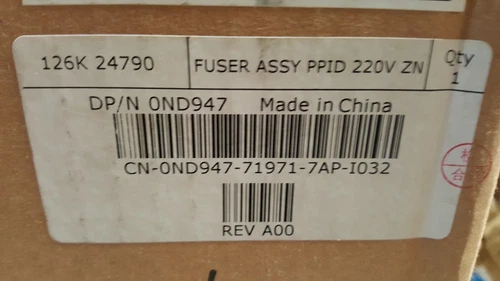 126K 24790 FUSER ASSY PPID 220V ZN Qty 1
DP/N 0ND947 Made in China
CN-0ND947-71971-7AP-I032
REV A00